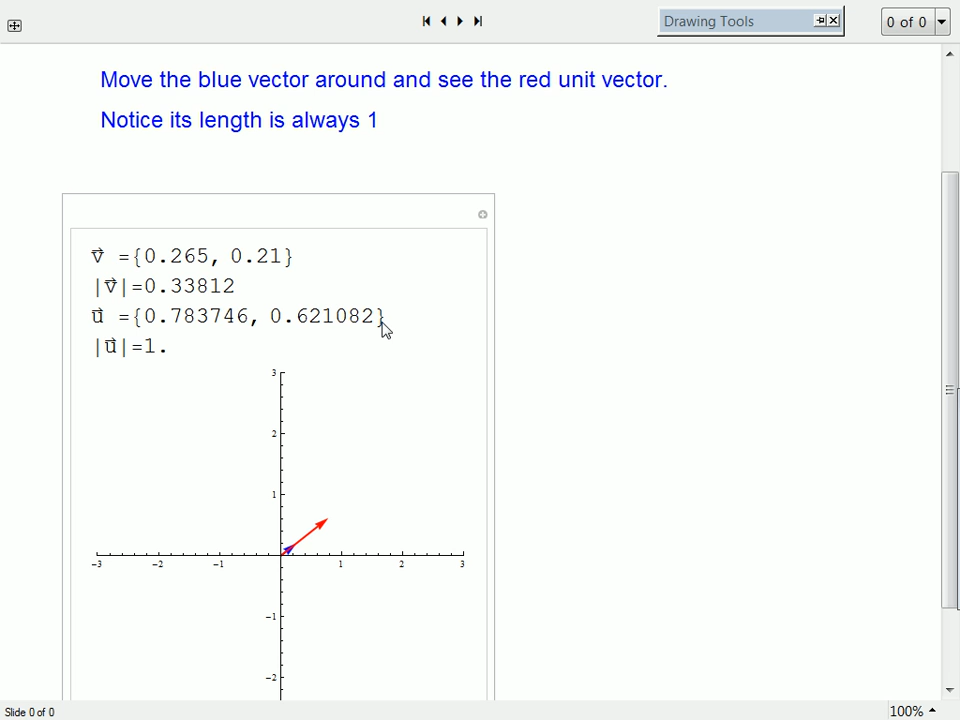 Drawing Tools
0 of 0
Move the blue vector around and see the red unit vector.
Notice its length is always 1
v⃗ ={0.265, 0.21}
|v⃗|=0.33812
u⃗ ={0.783746, 0.621082}
|u⃗|=1.
3
2
1
-3 -2 -1 1 2 3
-1
-2
Slide 0 of 0
100%